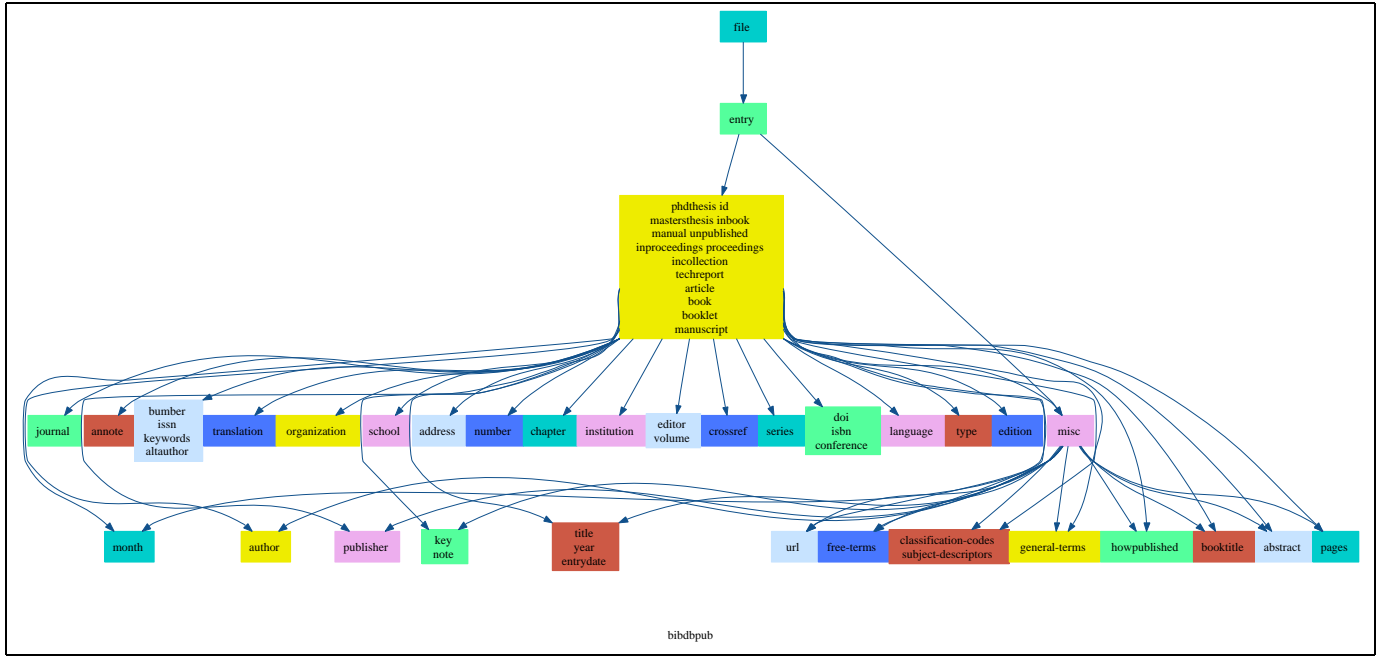 file
entry
phdthesis id
mastersthesis inbook
manual unpublished
inproceedings proceedings
incollection
techreport
article
book
booklet
manuscript
journal
annote
bumber
issn
keywords
altauthor
translation
organization
school
address
number
chapter
institution
editor
volume
crossref
series
doi
isbn
conference
language
type
edition
misc
month
author
publisher
key
note
title
year
entrydate
url
free-terms
classification-codes
subject-descriptors
general-terms
howpublished
booktitle
abstract
pages
bibdbpub